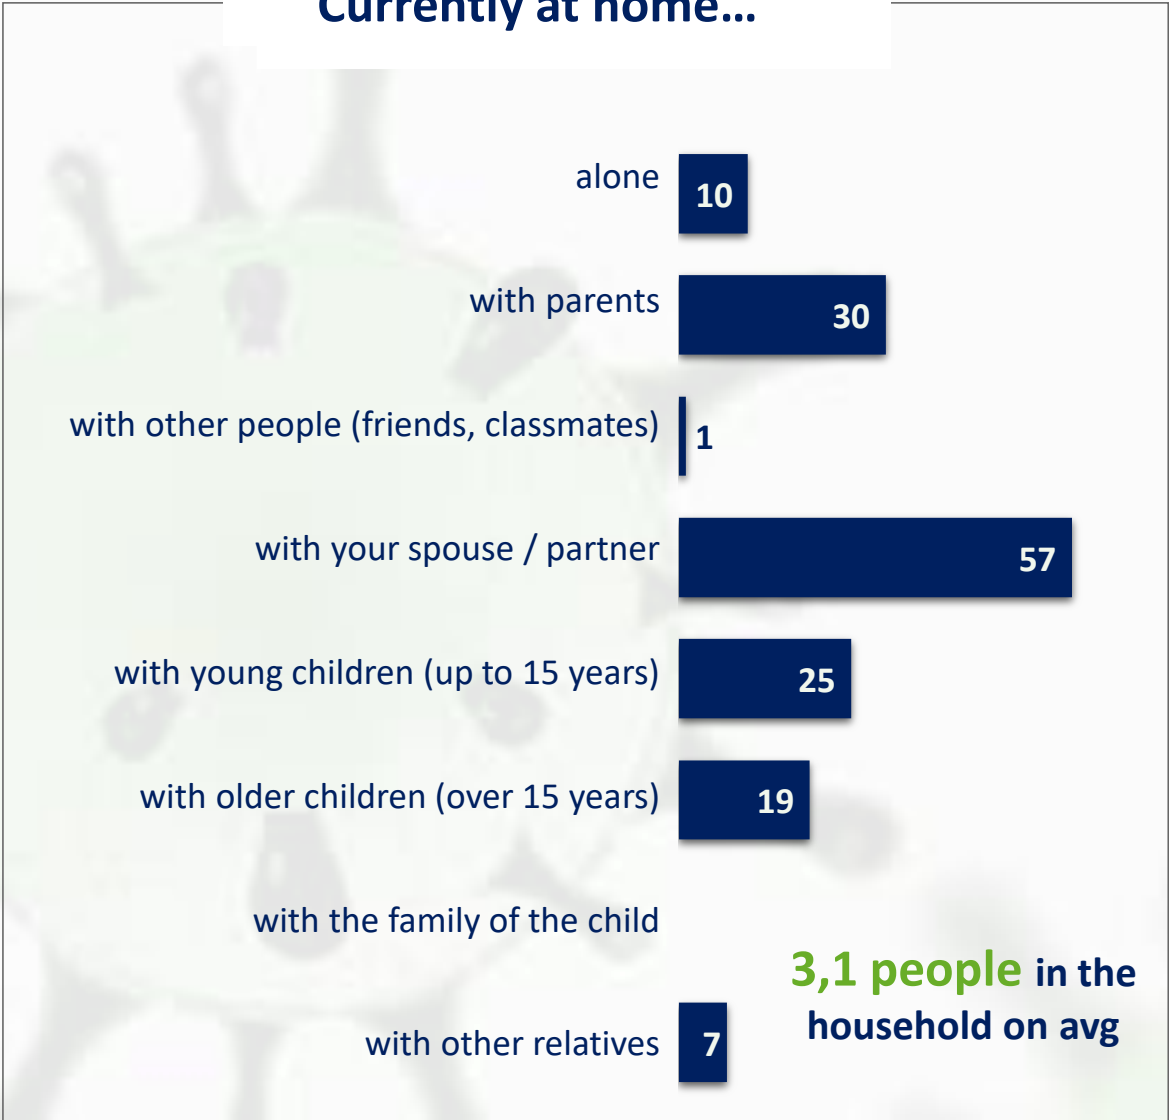 Currently at home…
alone
10
with parents
30
with other people (friends, classmates)
1
with your spouse / partner
57
with young children (up to 15 years)
25
with older children (over 15 years)
19
with the family of the child
3,1 people in the
household on avg
with other relatives
7